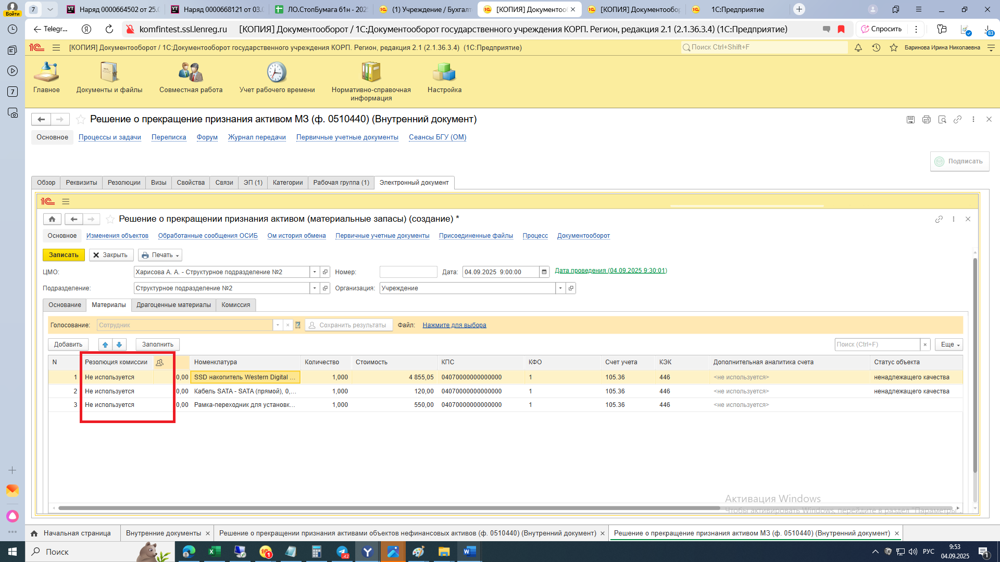 Войти
7
Наряд 0000664502 от 25.0
Наряд 0000668121 от 03.0
ЛО.СтопБумага 61н - 202
(1) Учреждение / Бухгалт
[КОПИЯ] Документооб
[КОПИЯ] Документообор
1С:Предприятие
Telegr...
komfintest.ssl.lenreg.ru
[КОПИЯ] Документооборот / 1С:Документооборот государственного учреждения КОРП. Регион, редакция 2.1 (2.1.36.3.4) (1С:Предприятие)
Спросить
83
[КОПИЯ] Документооборот / 1С:Документооборот государственного учреждения КОРП. Регион, редакция 2.1 (2.1.36.3.4) (1С:Предприятие)
Поиск Ctrl+Shift+F
Баринова Ирина Николаевна
7
Главное
Документы и файлы
Совместная работа
Учет рабочего времени
Нормативно-справочная
информация
Настройка
Решение о прекращение признания активом МЗ (ф. 0510440) (Внутренний документ)
Основное
Процессы и задачи
Переписка
Форум
Журнал передачи
Первичные учетные документы
Сеансы БГУ (ОМ)
Подписать
Обзор
Реквизиты
Резолюции
Визы
Свойства
Связи
ЭП (1)
Категории
Рабочая группа (1)
Электронный документ
Решение о прекращении признания активом (материальные запасы) (создание) *
Основное
Изменения объектов
Обработанные сообщения ОСИБ
Ом история обмена
Первичные учетные документы
Присоединенные файлы
Процесс
Документооборот
Записать
Закрыть
Печать
ЦМО:
Харисова А. А. - Структурное подразделение №2
Номер:
Дата:
04.09.2025 9:00:00
Дата проведения (04.09.2025 9:30:01)
Подразделение:
Структурное подразделение №2
Организация:
Учреждение
Основание
Материалы
Драгоценные материалы
Комиссия
Голосование:
Сотрудник
Сохранить результаты
Файл:
Нажмите для выбора
Добавить
Заполнить
Поиск (Ctrl+F)
Еще
N
Резолюция комиссии
Номенклатура
Количество
Стоимость
КПС
КФО
Счет учета
КЭК
Дополнительная аналитика счета
Статус объекта
1 Не используется 0,00 SSD накопитель Western Digital ... 1,000 4 855,05 04070000000000000 1 105.36 446 <не используется> ненадлежащего качества
2 Не используется 0,00 Кабель SATA - SATA (прямой), 0,... 1,000 120,00 04070000000000000 1 105.36 446 <не используется> ненадлежащего качества
3 Не используется 0,00 Рамка-переходник для установк... 1,000 550,00 04070000000000000 1 105.36 446 <не используется>
Активация Windows
Чтобы активировать Windows, перейдите в раздел "Параметры".
Начальная страница
Внутренние документы
Решение о прекращении признания активами объектов нефинансовых активов (ф. 0510440) (Внутренний документ)
Решение о прекращение признания активом МЗ (ф. 0510440) (Внутренний документ)
Поиск
1
42
РУС
9:53
04.09.2025
1